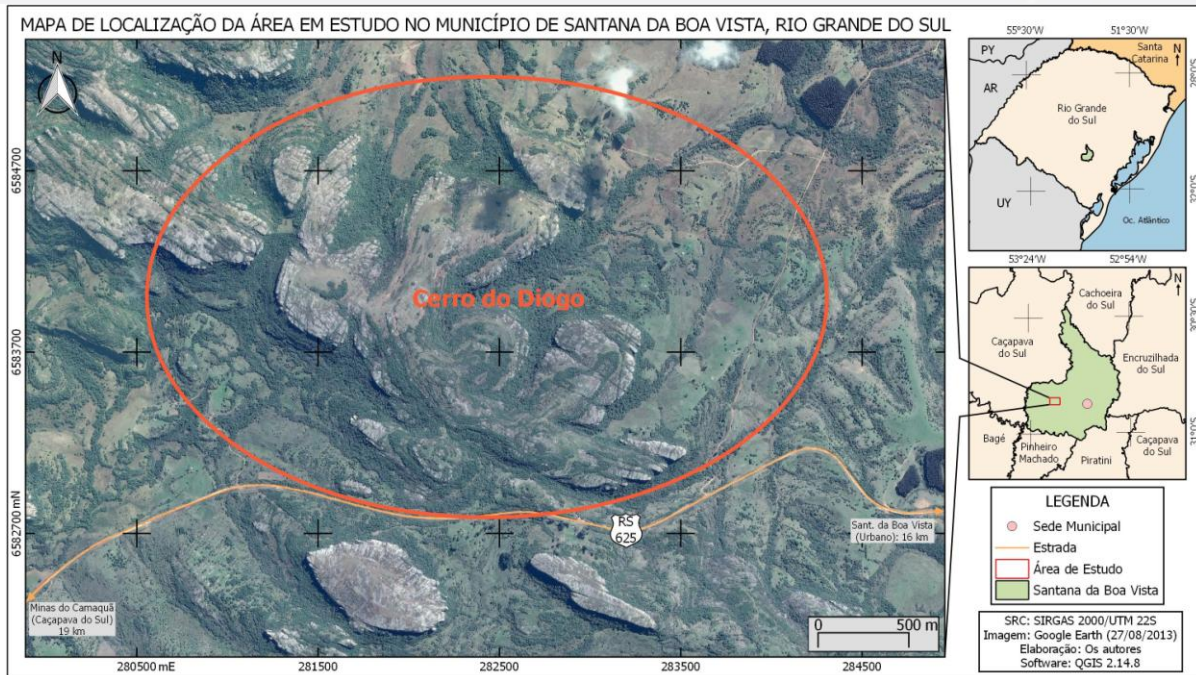 MAPA DE LOCALIZAÇÃO DA ÁREA EM ESTUDO NO MUNICÍPIO DE SANTANA DA BOA VISTA, RIO GRANDE DO SUL
N
6584700
6583700
6582700 mN
Cerro do Diogo
RS
625
Sant. da Boa Vista
(Urbano): 16 km
Minas do Camaquã
(Caçapava do Sul)
19 km
0 500 m
280500 mE
281500
282500
283500
284500
55°30'W
51°30'W
PY
AR
UY
Santa
Catarina
N
Rio Grande
do Sul
Oc. Atlântico
53°24'W
52°54'W
N
Cachoeira
do Sul
Caçapava
do Sul
Encruzilhada
do Sul
Bagé
Pinheiro
Machado
Piratini
Caçapava
do Sul
LEGENDA
Sede Municipal
Estrada
Área de Estudo
Santana da Boa Vista
SRC: SIRGAS 2000/UTM 22S
Imagem: Google Earth (27/08/2013)
Elaboração: Os autores
Software: QGIS 2.14.8